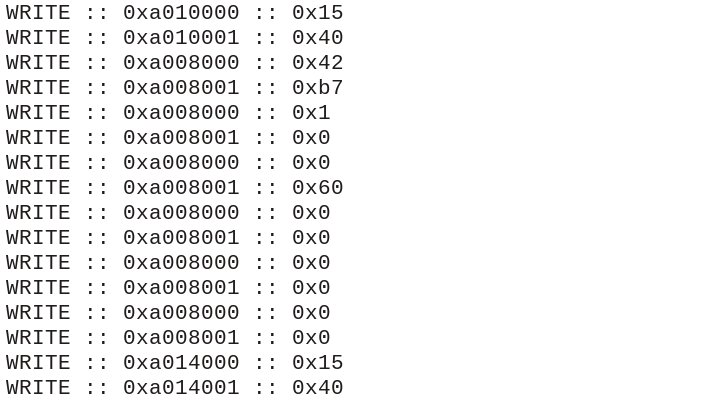 WRITE :: 0xa010000 :: 0x15
WRITE :: 0xa010001 :: 0x40
WRITE :: 0xa008000 :: 0x42
WRITE :: 0xa008001 :: 0xb7
WRITE :: 0xa008000 :: 0x1
WRITE :: 0xa008001 :: 0x0
WRITE :: 0xa008000 :: 0x0
WRITE :: 0xa008001 :: 0x60
WRITE :: 0xa008000 :: 0x0
WRITE :: 0xa008001 :: 0x0
WRITE :: 0xa008000 :: 0x0
WRITE :: 0xa008001 :: 0x0
WRITE :: 0xa008000 :: 0x0
WRITE :: 0xa008001 :: 0x0
WRITE :: 0xa014000 :: 0x15
WRITE :: 0xa014001 :: 0x40